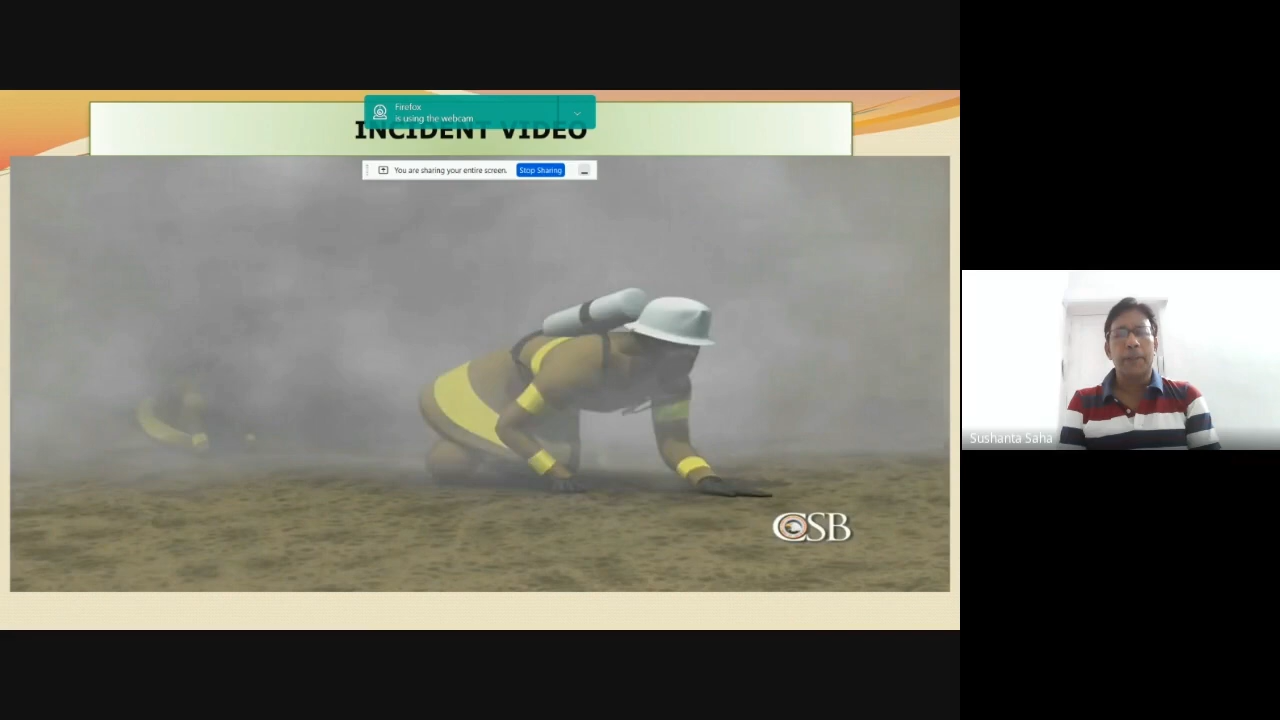 Firefox
is using the webcam
INCIDENT VIDEO
You are sharing your entire screen.
Stop Sharing
CSB
Sushanta Saha